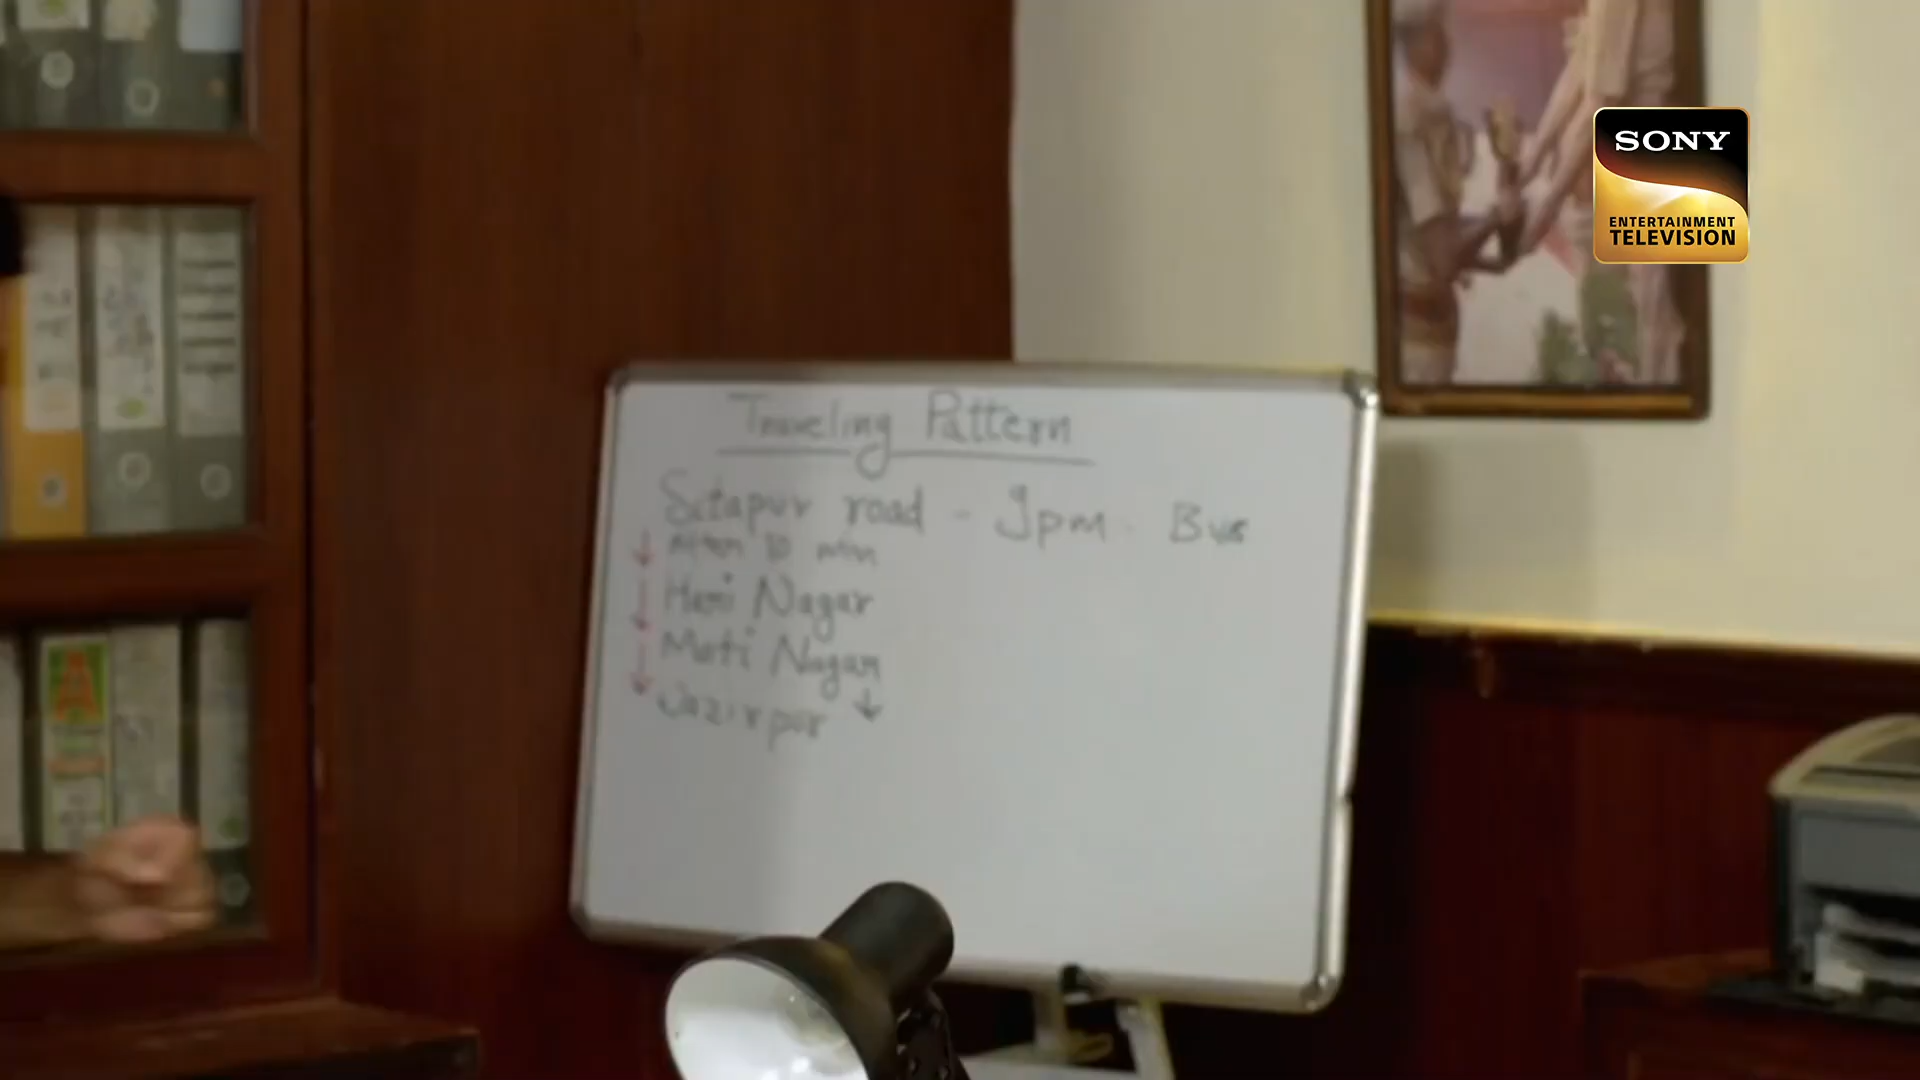 SONY
ENTERTAINMENT
TELEVISION
Traveling Pattern
Sitapur road - 9pm - Bus
After 10 min
Hari Nagar
Moti Nagar
Wazirpur